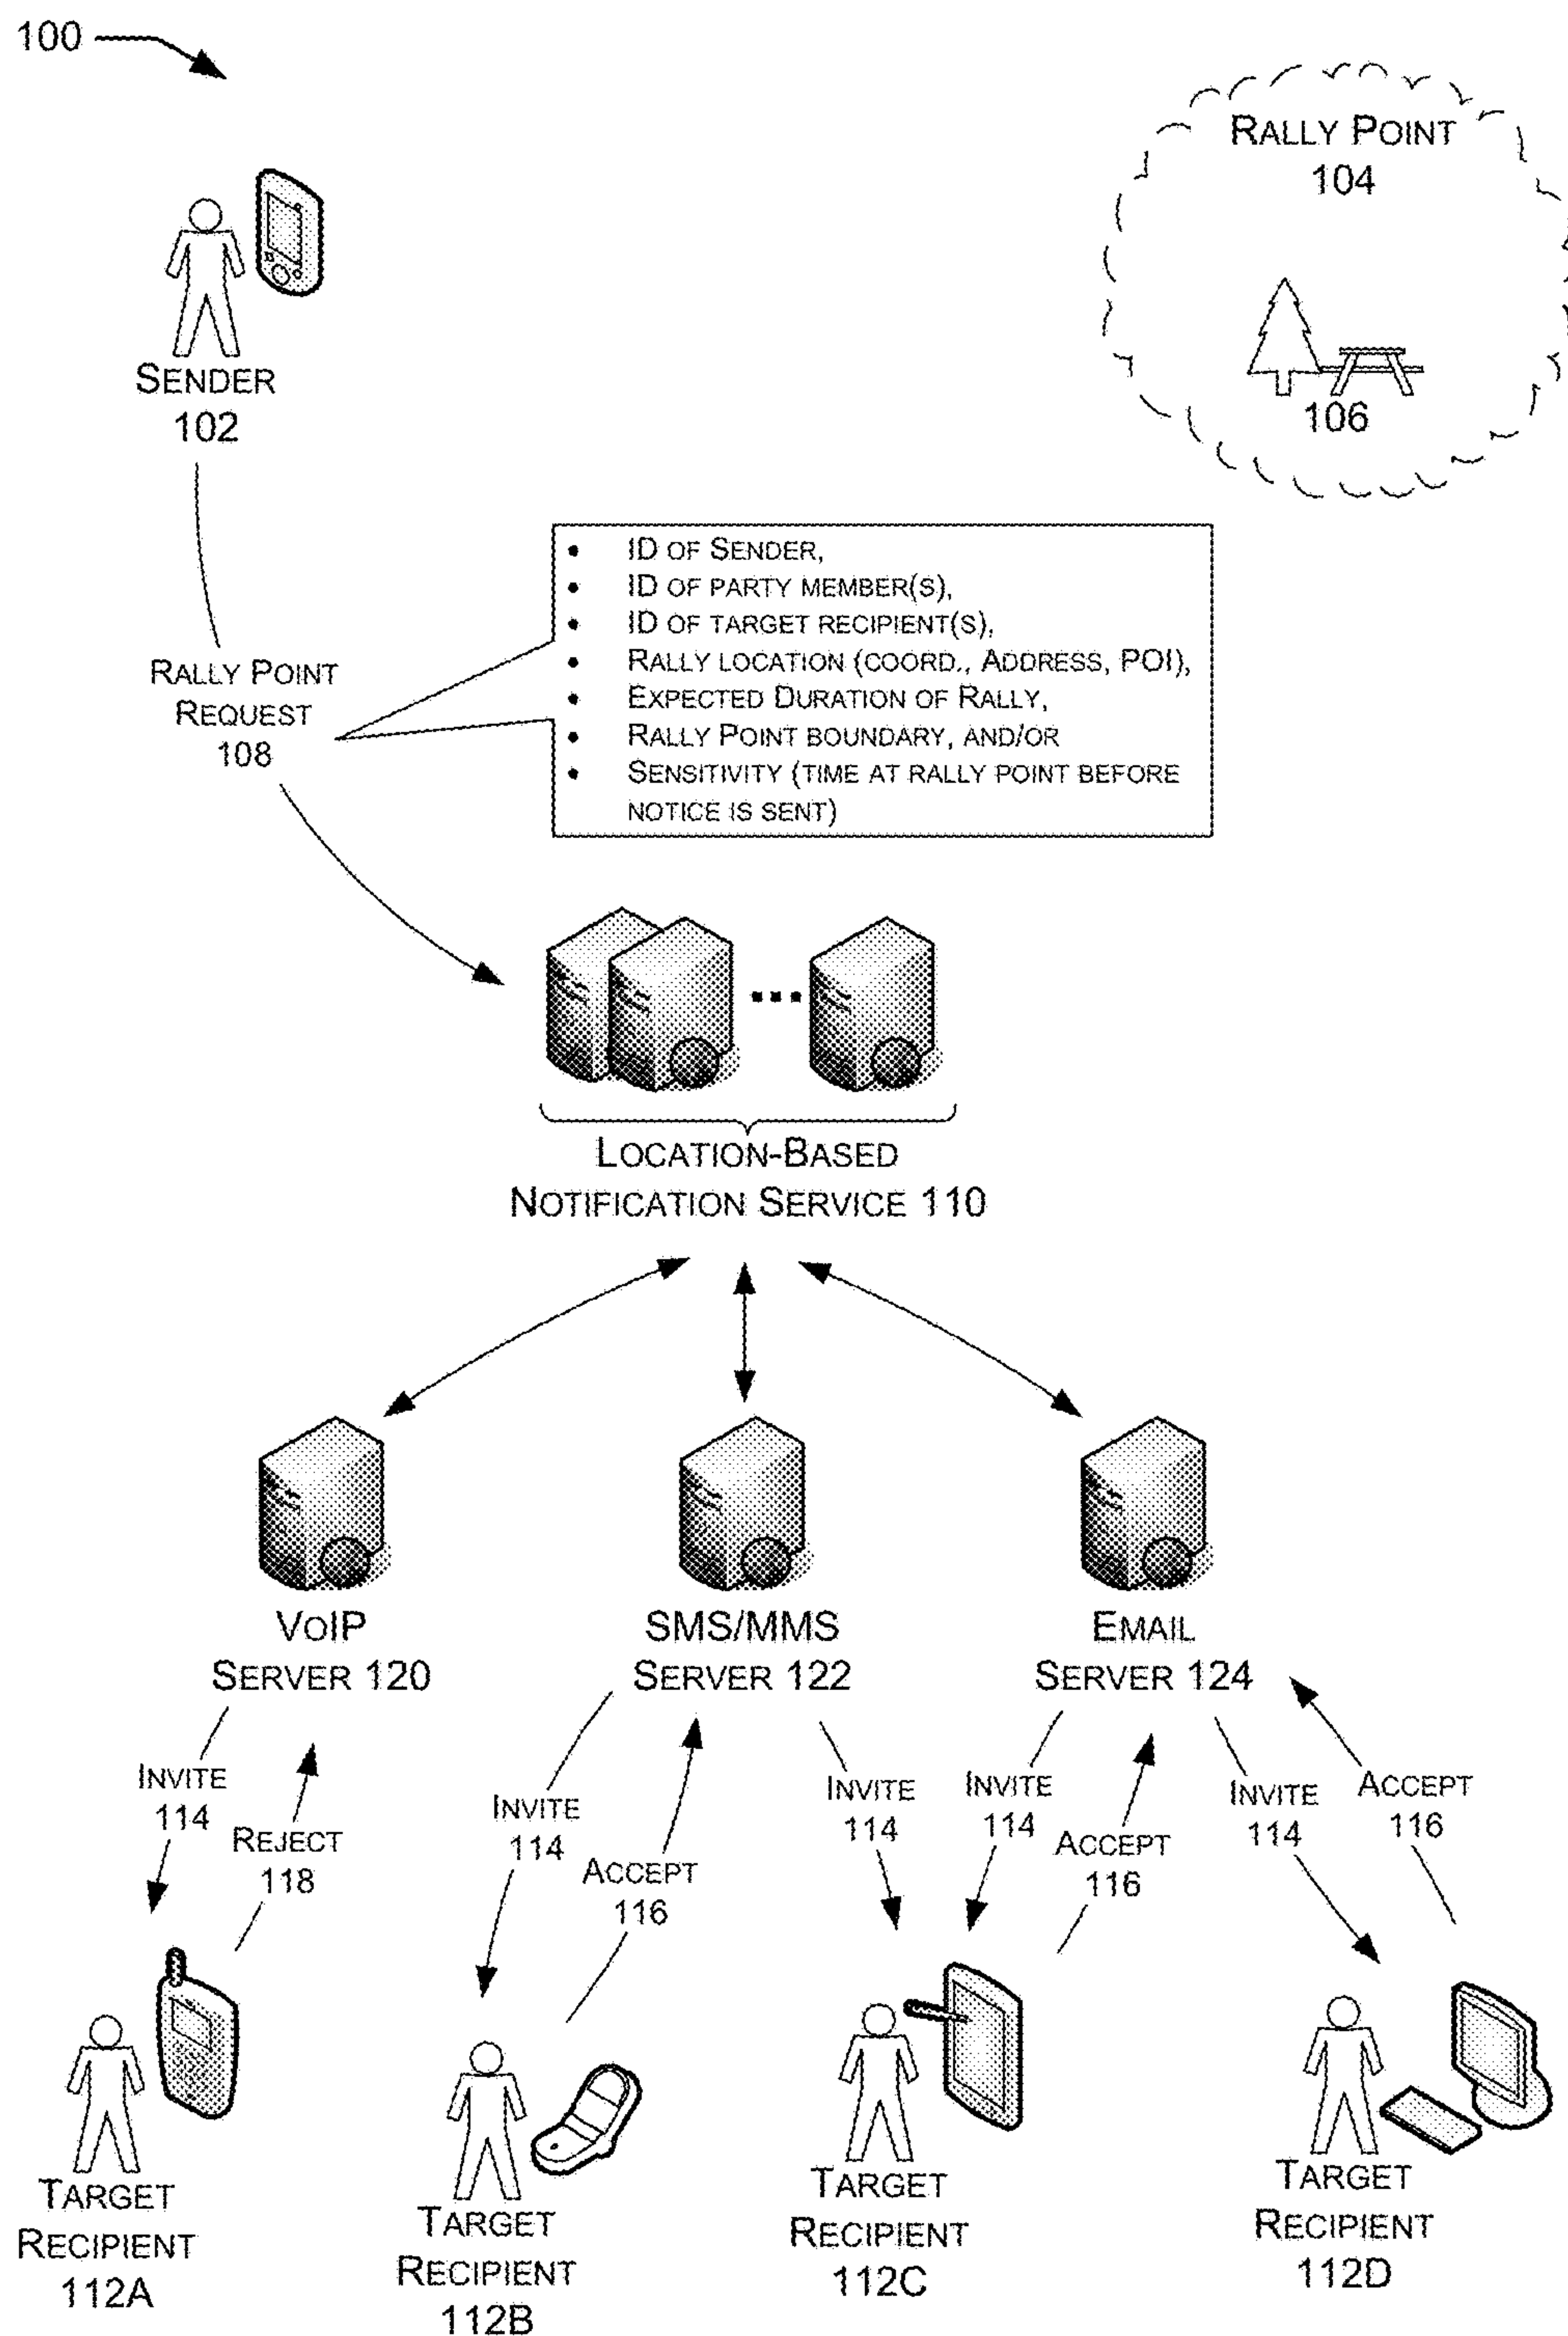 100
RALLY POINT
104
106
SENDER
102
• ID OF SENDER,
• ID OF PARTY MEMBER(S),
• ID OF TARGET RECIPIENT(S),
• RALLY LOCATION (COORD., ADDRESS, POI),
• EXPECTED DURATION OF RALLY,
• RALLY POINT BOUNDARY, AND/OR
• SENSITIVITY (TIME AT RALLY POINT BEFORE
NOTICE IS SENT)
RALLY POINT
REQUEST
108
LOCATION-BASED
NOTIFICATION SERVICE 110
VOIP
SERVER 120
SMS/MMS
SERVER 122
EMAIL
SERVER 124
INVITE
114
REJECT
118
INVITE
114
ACCEPT
116
INVITE
114
INVITE
114
ACCEPT
116
INVITE
114
ACCEPT
116
TARGET
RECIPIENT
112A
TARGET
RECIPIENT
112B
TARGET
RECIPIENT
112C
TARGET
RECIPIENT
112D